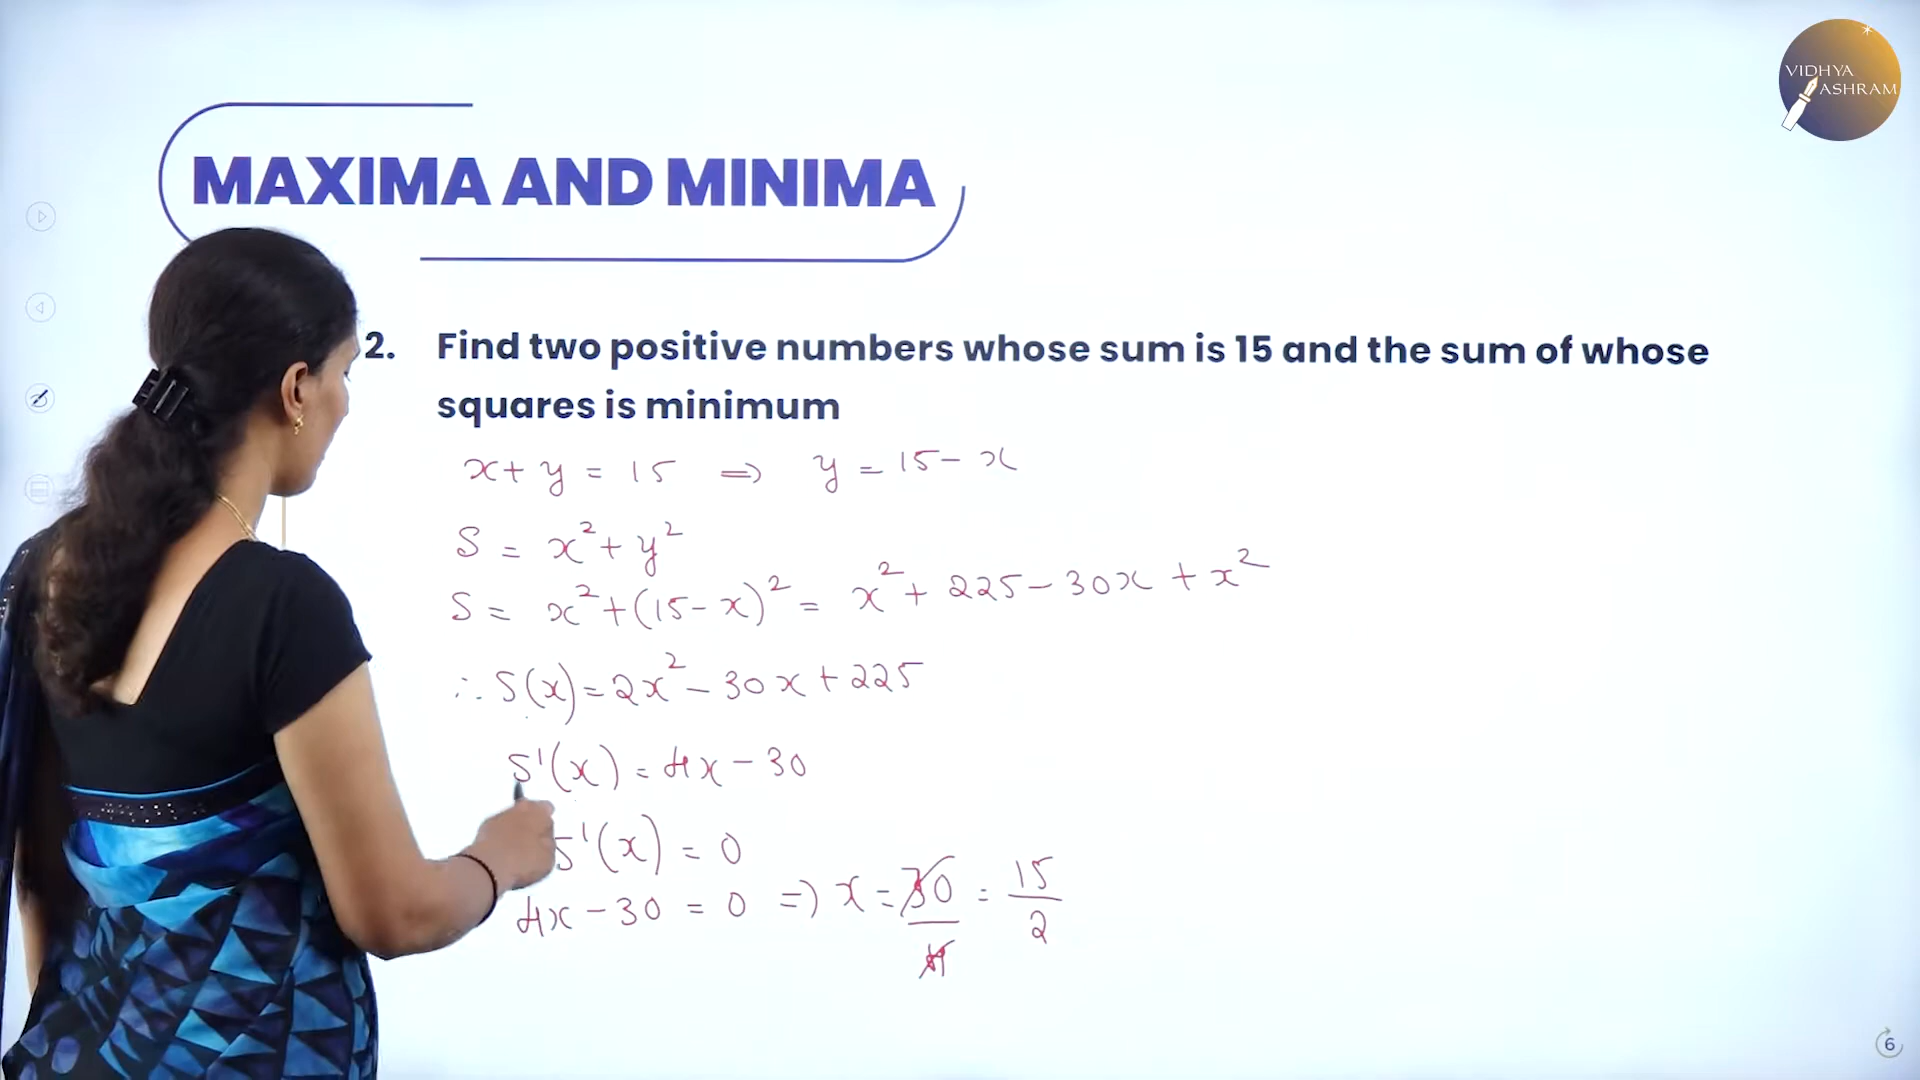 VIDHYA
ASHRAM
MAXIMA AND MINIMA
2. Find two positive numbers whose sum is 15 and the sum of whose
squares is minimum
x + y = 15 ⇒ y = 15 - x
S = x² + y²
S = x² + (15 - x)² = x² + 225 - 30x + x²
∴ S(x) = 2x² - 30x + 225
S'(x) = 4x - 30
S'(x) = 0
4x - 30 = 0 ⇒ x = 30/4 = 15/2
6